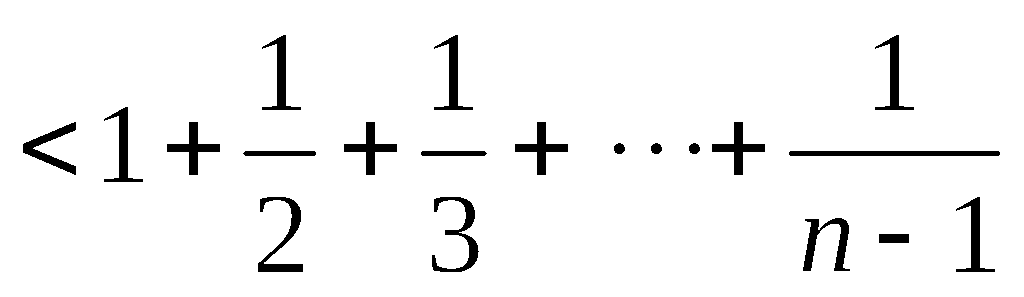 < 1 + 1/2 + 1/3 + ⋯ + 1/(n - 1)